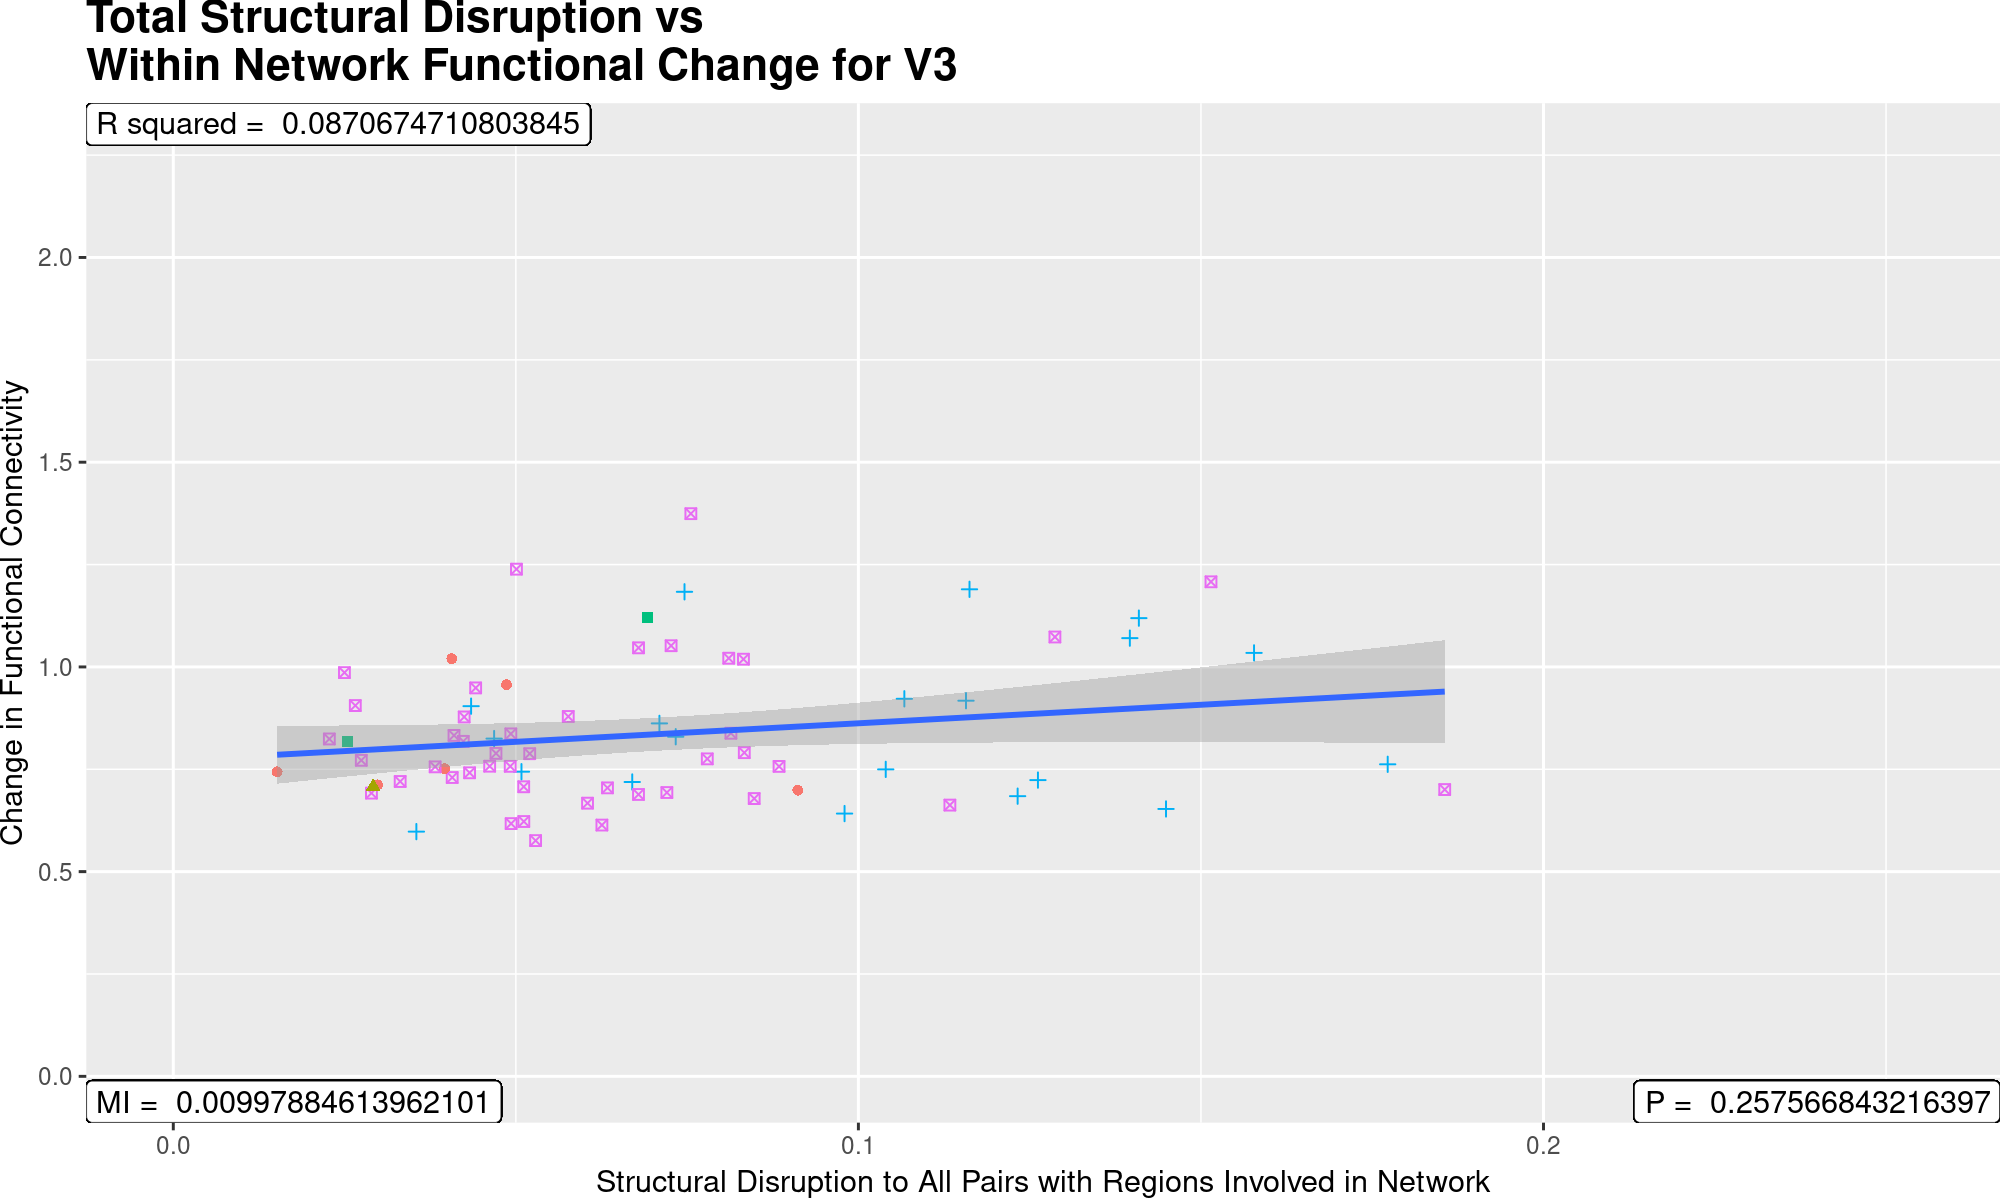 Total Structural Disruption vs
Within Network Functional Change for V3
R squared = 0.0870674710803845
2.0
1.5
1.0
0.5
0.0
Change in Functional Connectivity
MI = 0.00997884613962101
P = 0.257566843216397
0.0
0.1
0.2
Structural Disruption to All Pairs with Regions Involved in Network